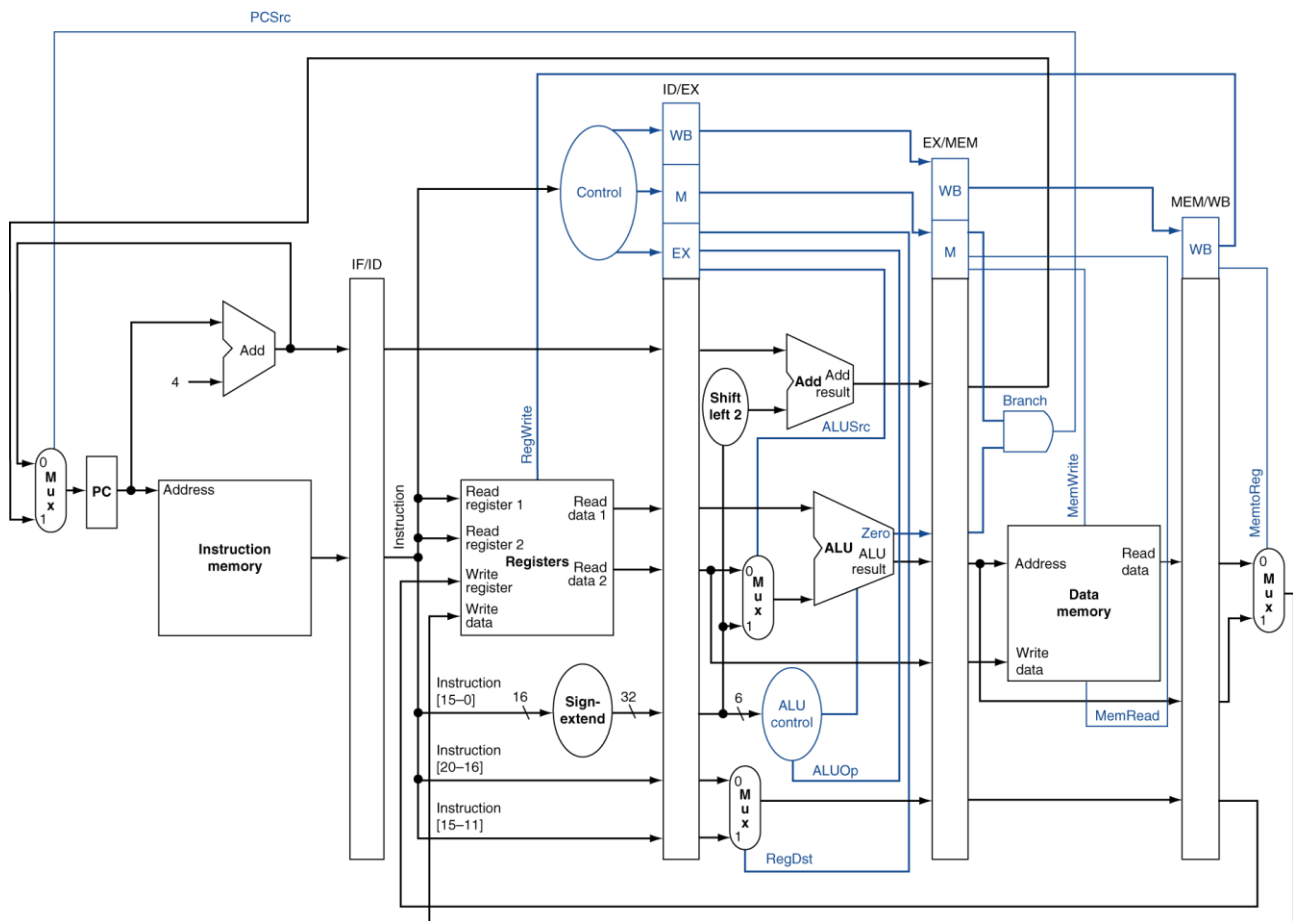 PCSrc
ID/EX
WB
EX/MEM
Control
M
WB
MEM/WB
EX
M
WB
IF/ID
Add
4
Add
Add
result
Shift
left 2
Branch
ALUSrc
RegWrite
MemWrite
MemtoReg
0
M
u
x
1
PC
Address
Instruction
memory
Instruction
Read
register 1
Read
register 2
Write
register
Write
data
Registers
Read
data 1
Read
data 2
0
M
u
x
1
ALU
Zero
ALU
result
Address
Read
data
Data
memory
Write
data
0
M
u
x
1
Instruction
[15–0]
16
Sign-
extend
32
6
ALU
control
MemRead
Instruction
[20–16]
ALUOp
0
M
u
x
1
Instruction
[15–11]
RegDst